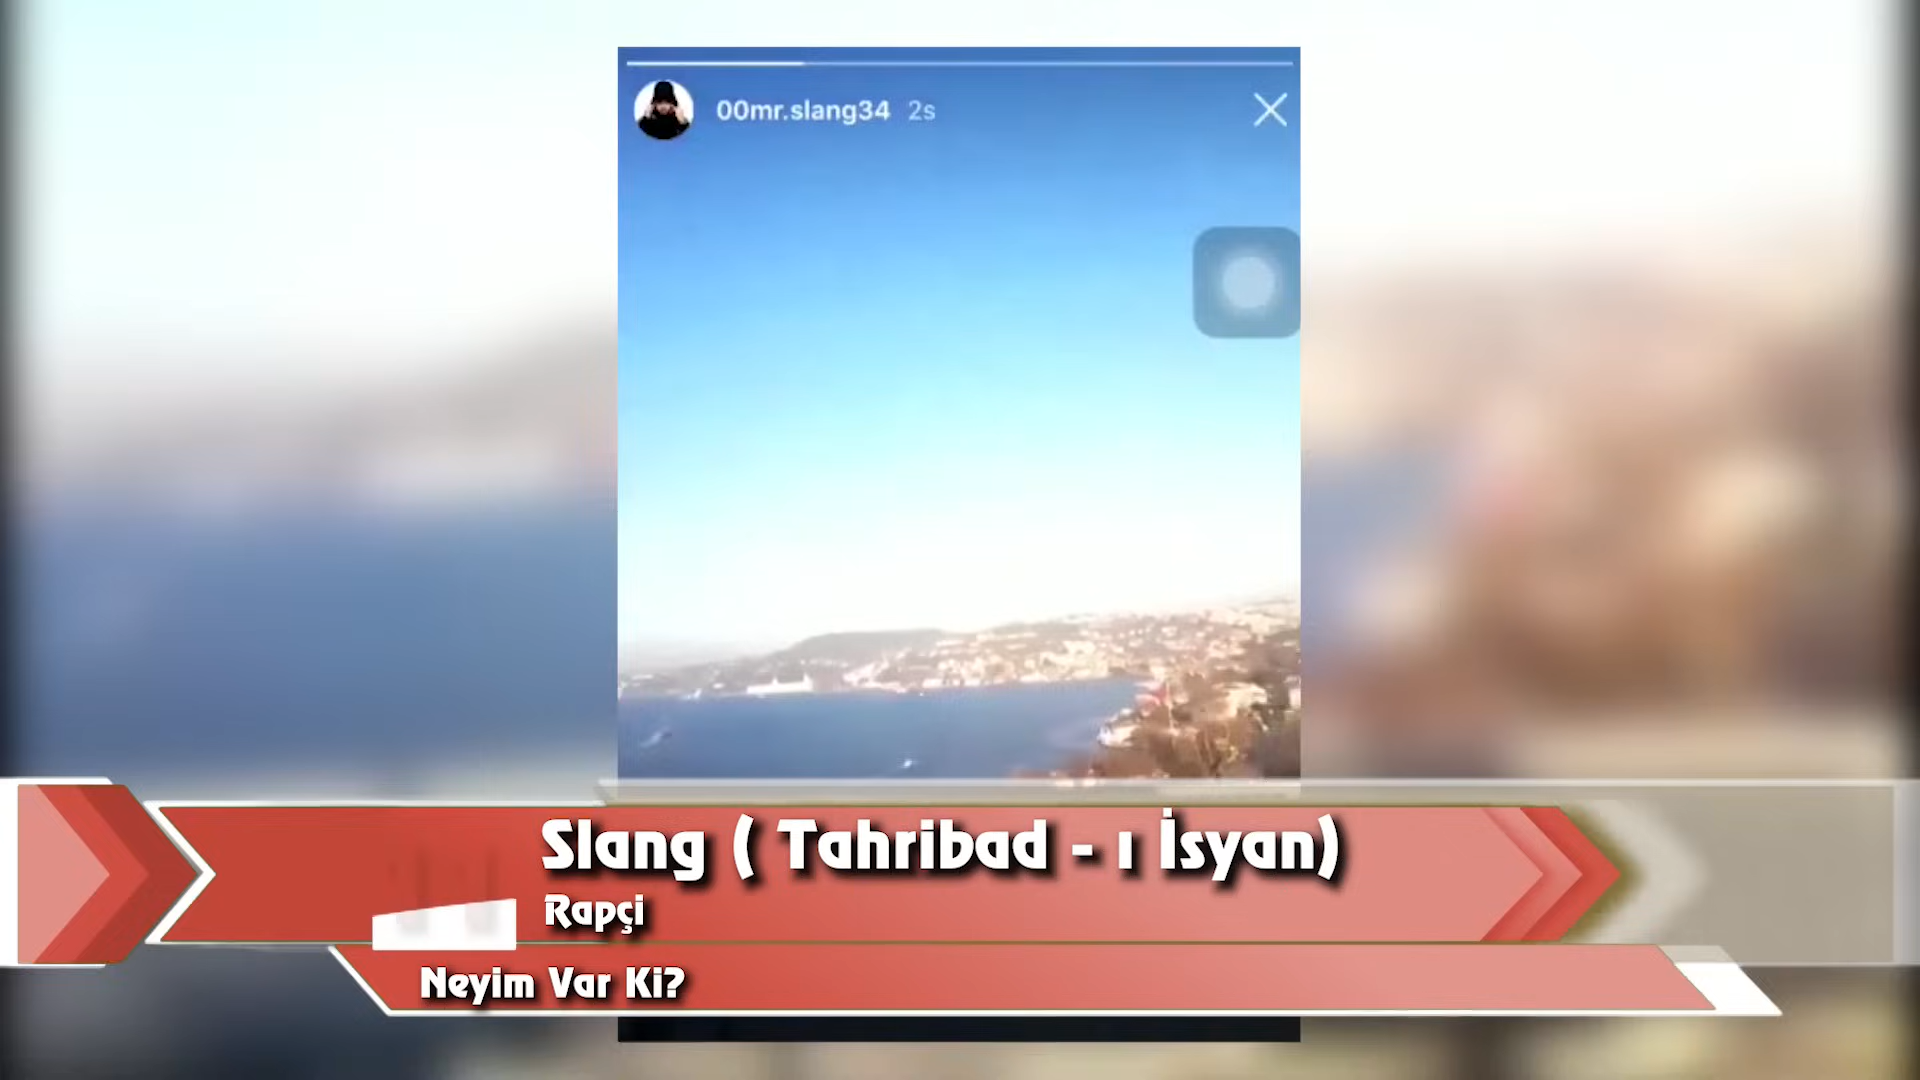 00mr.slang34 2s
Slang ( Tahribad - ı İsyan)
Rapçi
Neyim Var Ki?